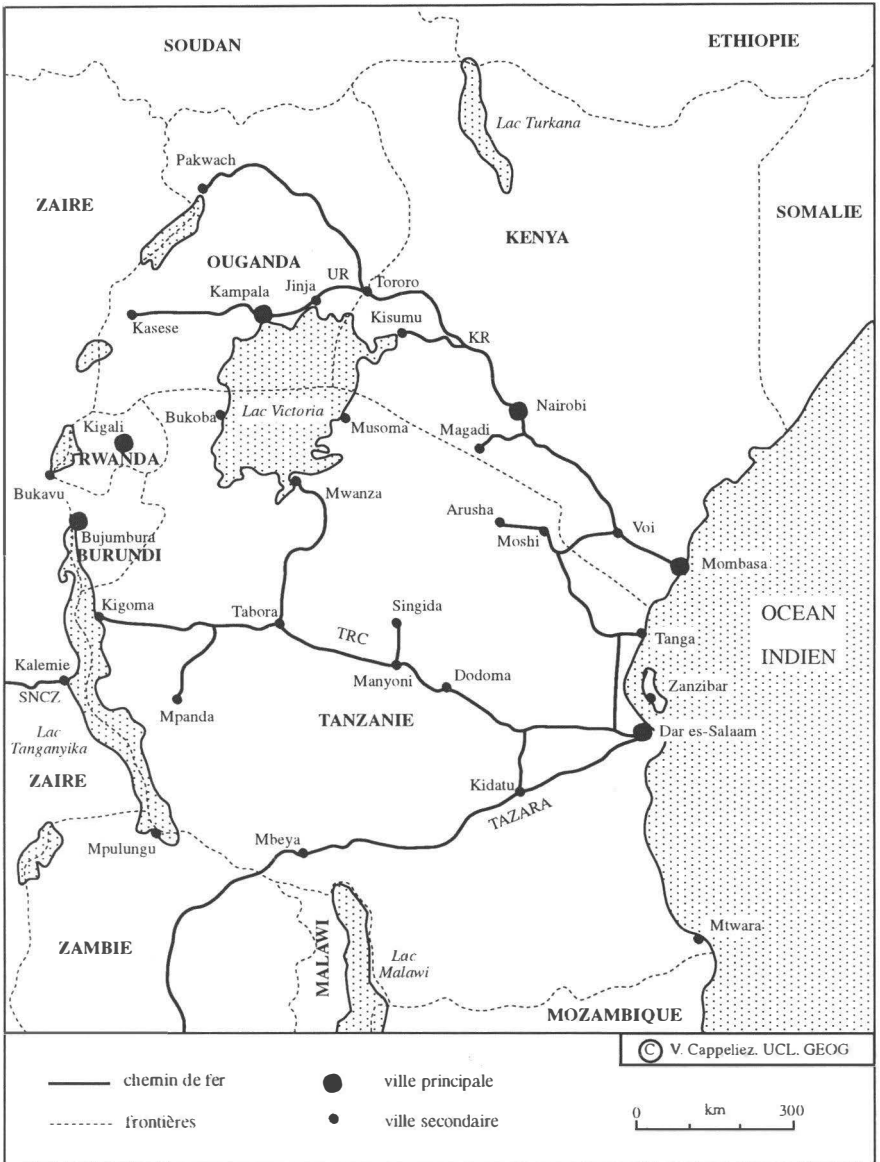 SOUDAN
ETHIOPIE
Lac Turkana
Pakwach
ZAIRE
SOMALIE
KENYA
OUGANDA
UR
Tororo
Jinja
Kampala
Kisumu
Kasese
KR
Nairobi
Bukoba
Lac Victoria
Musoma
Kigali
Magadi
RWANDA
Bukavu
Mwanza
Arusha
Voi
Bujumbura
Moshi
BURUNDI
Mombasa
Kigoma
Tabora
Singida
OCEAN
INDIEN
TRC
Tanga
Kalemie
Manyoni
Dodoma
SNCZ
Zanzibar
Mpanda
TANZANIE
Lac
Tanganyika
Dar es-Salaam
ZAIRE
Kidatu
TAZARA
Mpulungu
Mbeya
Mtwara
ZAMBIE
MALAWI
Lac
Malawi
MOZAMBIQUE
C V. Cappeliez. UCL. GEOG
chemin de fer
ville principale
frontières
ville secondaire
0 km 300